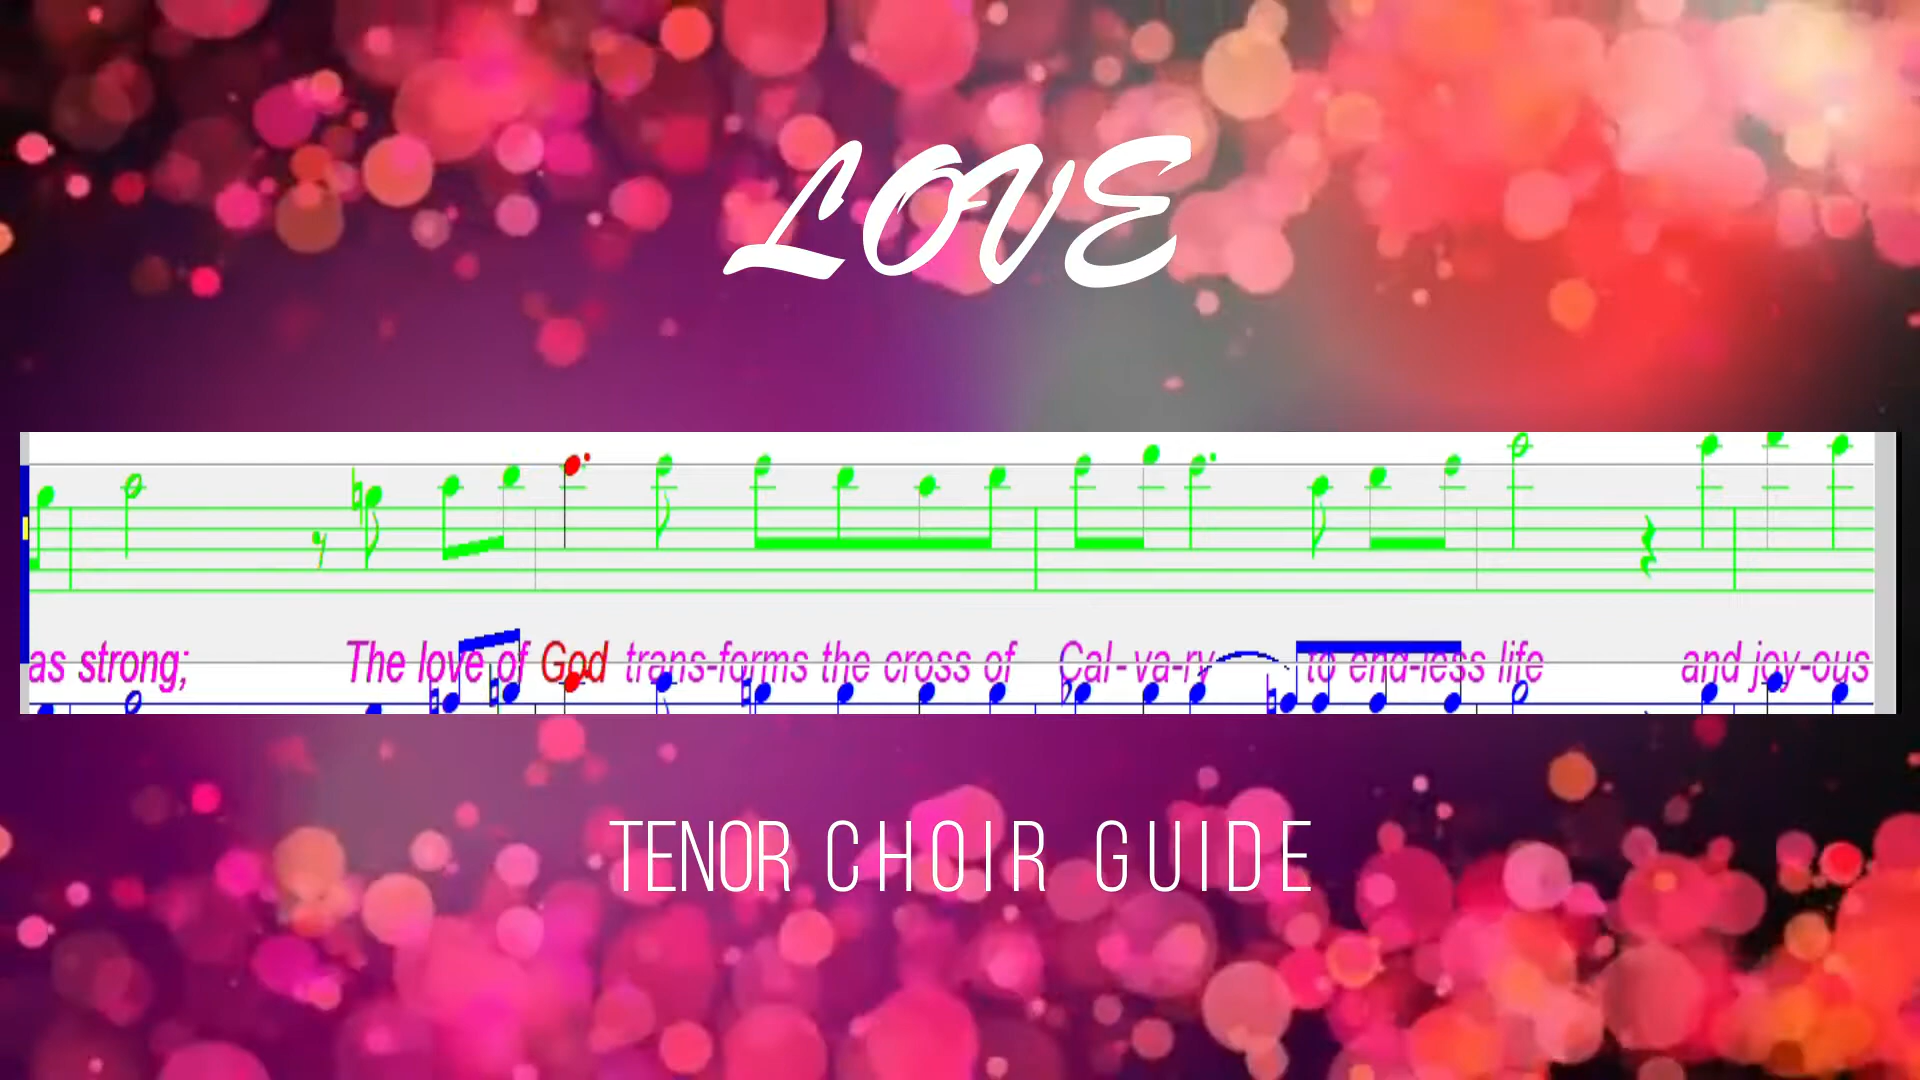 LOVE
as strong; The love of God trans-forms the cross of Cal-va-ry to end-less life and joy-ous
TENOR CHOIR GUIDE